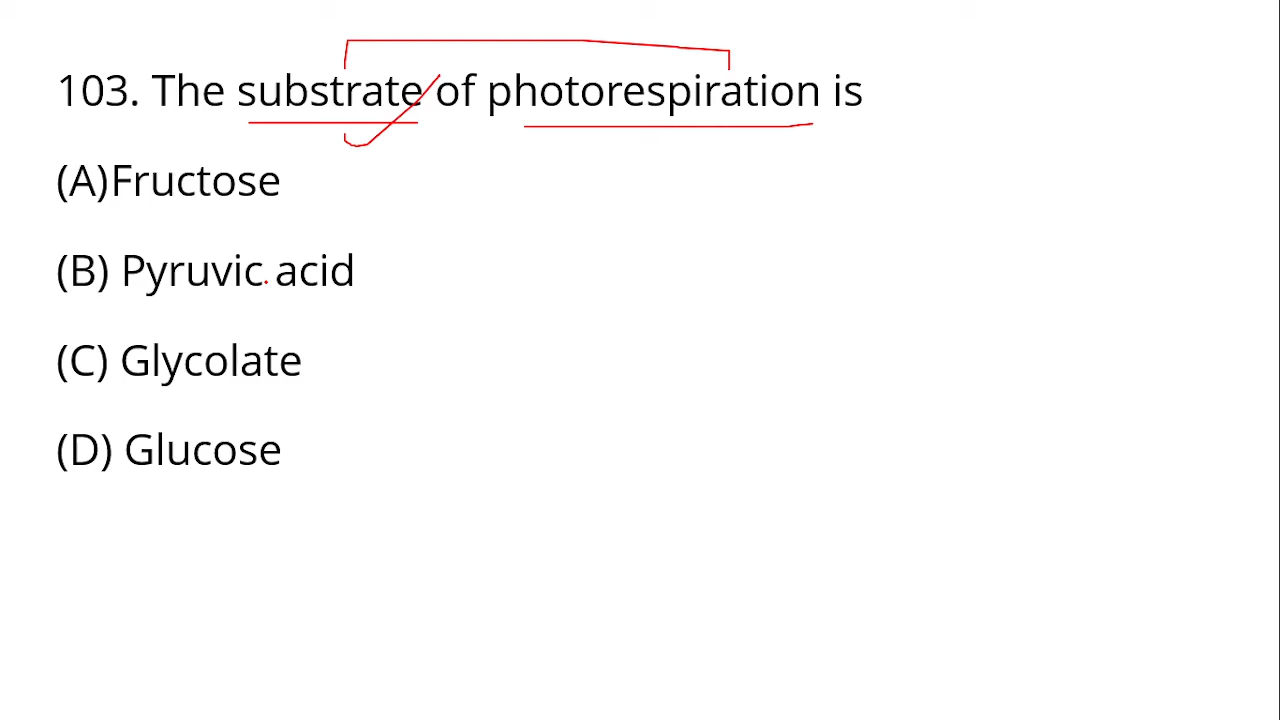 103. The substrate of photorespiration is
(A)Fructose
(B) Pyruvic acid
(C) Glycolate
(D) Glucose